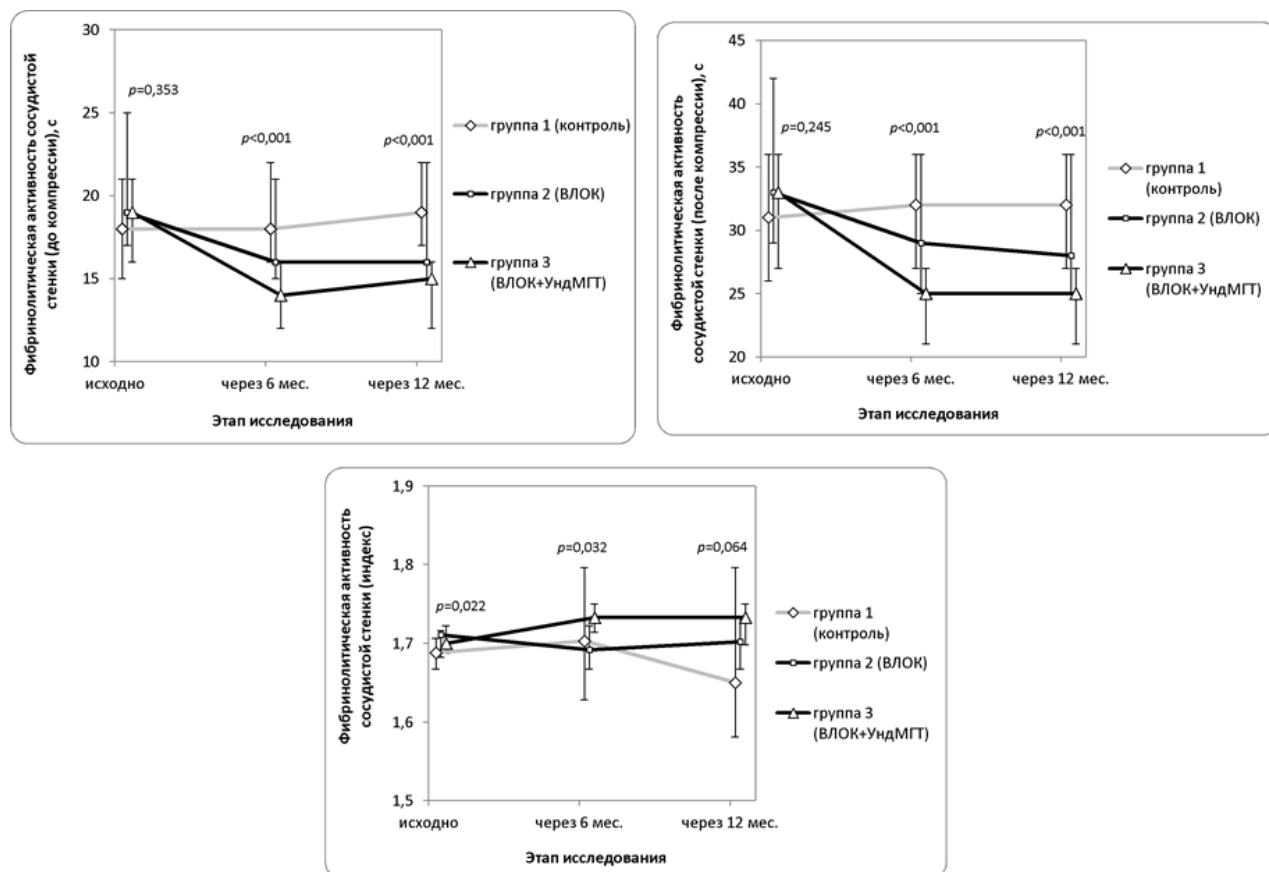 Фибринолитическая активность сосудистой
стенки (до компрессии), с
30
25
20
15
10
p=0,353
p<0,001
p<0,001
исходно
через 6 мес.
через 12 мес.
Этап исследования
группа 1 (контроль)
группа 2 (ВЛОК)
группа 3
(ВЛОК+УндМГТ)
Фибринолитическая активность
сосудистой стенки (после компрессии), с
45
40
35
30
25
20
p=0,245
p<0,001
p<0,001
исходно
через 6 мес.
через 12 мес.
Этап исследования
группа 1
(контроль)
группа 2 (ВЛОК)
группа 3
(ВЛОК+УндМГТ)
Фибринолитическая активность
сосудистой стенки (индекс)
1,9
1,8
1,7
1,6
1,5
p=0,022
p=0,032
p=0,064
исходно
через 6 мес.
через 12 мес.
Этап исследования
группа 1
(контроль)
группа 2 (ВЛОК)
группа 3
(ВЛОК+УндМГТ)